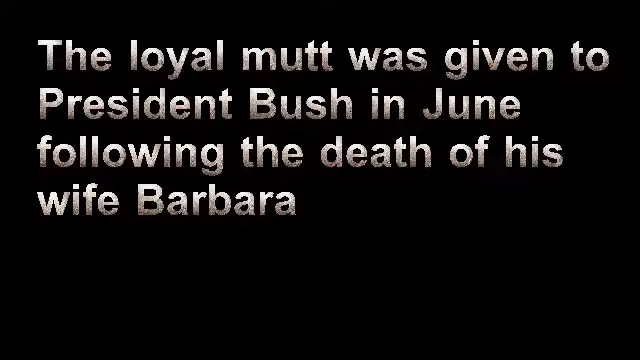 The loyal mutt was given to
President Bush in June
following the death of his
wife Barbara